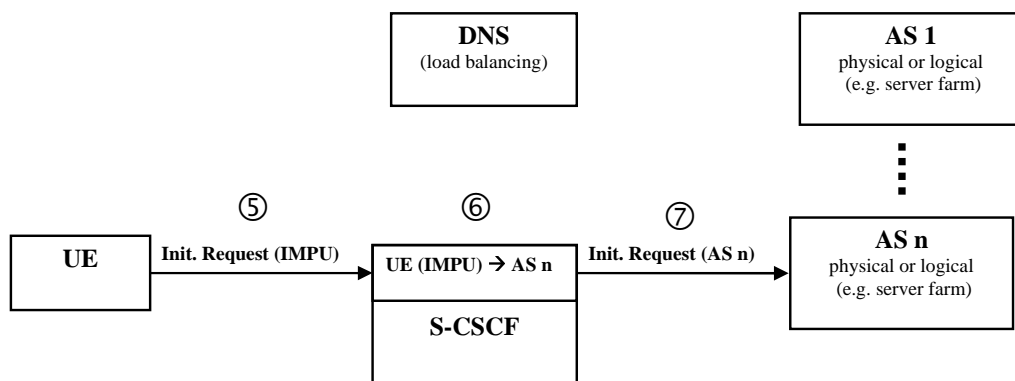 DNS
(load balancing)
AS 1
physical or logical
(e.g. server farm)
⑤
⑥
⑦
UE
Init. Request (IMPU)
UE (IMPU) → AS n
Init. Request (AS n)
AS n
physical or logical
(e.g. server farm)
S-CSCF